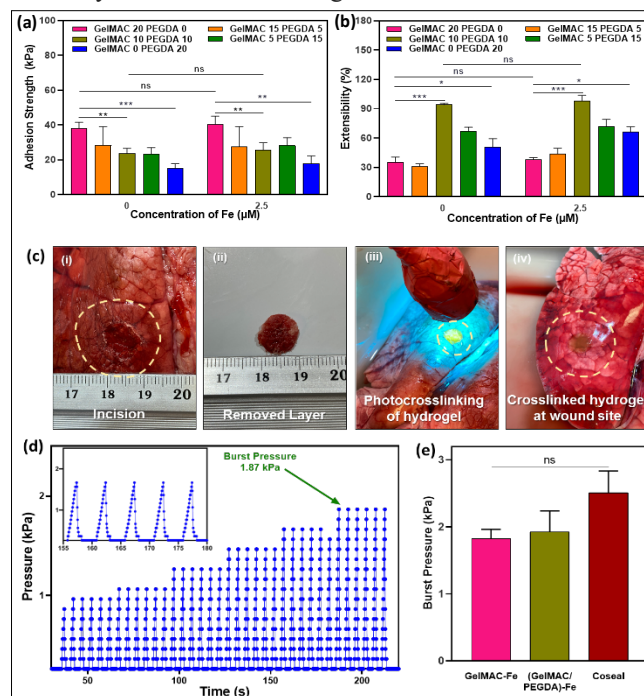 (a)
GelMAC 20 PEGDA 0
GelMAC 15 PEGDA 5
GelMAC 10 PEGDA 10
GelMAC 5 PEGDA 15
GelMAC 0 PEGDA 20
Adhesion Strength (kPa)
80
60
40
20
0
ns
ns
***
**
**
**
0
2.5
Concentration of Fe (µM)
(b)
GelMAC 20 PEGDA 0
GelMAC 15 PEGDA 5
GelMAC 10 PEGDA 10
GelMAC 5 PEGDA 15
GelMAC 0 PEGDA 20
Extensibility (%)
150
120
90
60
30
0
ns
ns
*
***
*
***
0
2.5
Concentration of Fe (µM)
(c)
(i)
17 18 19 20
Incision
(ii)
17 18 19 20
Removed Layer
(iii)
Photocrosslinking
of hydrogel
(iv)
17 18 19 20
Crosslinked hydrogel
at wound site
(d)
Burst Pressure
1.87 kPa
2
1
155 160 165 170 175 180
Pressure (kPa)
2
1
50 100 150 200
Time (s)
(e)
ns
Burst Pressure (kPa)
3
2
1
0
GelMAC-Fe
(GelMAC/
PEGDA)-Fe
Coseal